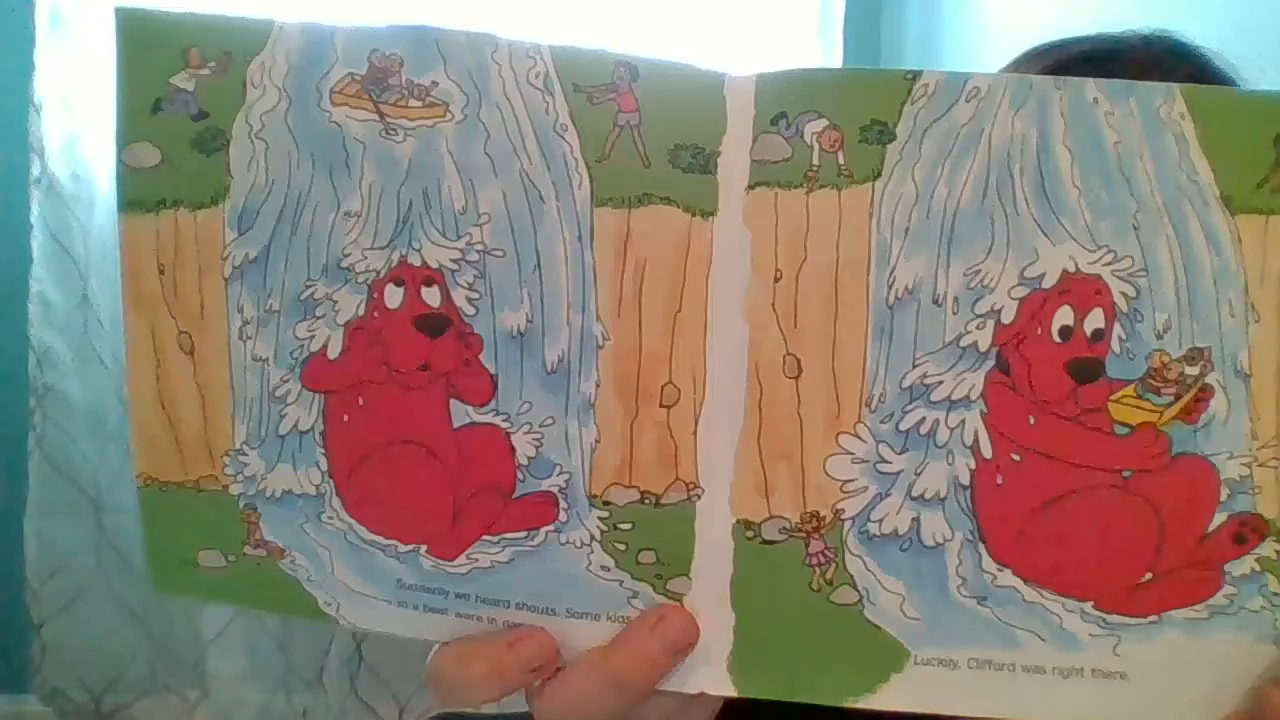 Suddenly we heard shouts. Some kids
in a boat were in
Luckily, Clifford was right there.